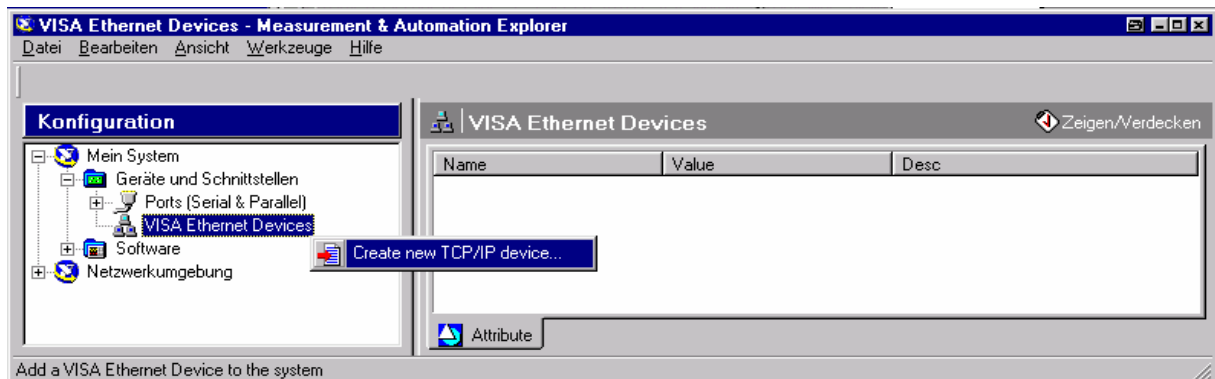 VISA Ethernet Devices - Measurement & Automation Explorer
Datei Bearbeiten Ansicht Werkzeuge Hilfe
Konfiguration
VISA Ethernet Devices
Zeigen/Verdecken
Mein System
Geräte und Schnittstellen
Ports (Serial & Parallel)
VISA Ethernet Devices
Software
Netzwerkumgebung
Create new TCP/IP device...
Name Value Desc
Attribute
Add a VISA Ethernet Device to the system